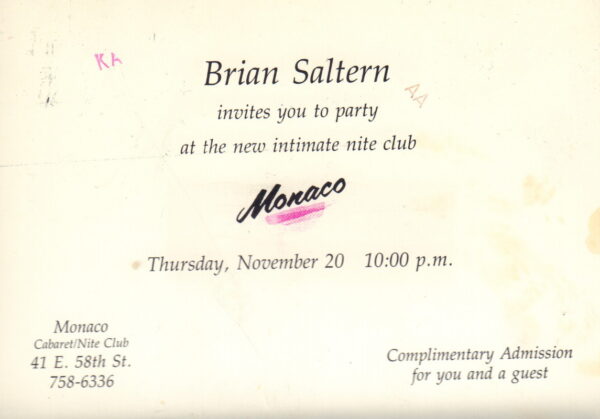 KA
Brian Saltern
AA
invites you to party
at the new intimate nite club
Monaco
Thursday, November 20 10:00 p.m.
Monaco
Cabaret/Nite Club
41 E. 58th St.
758-6336
Complimentary Admission
for you and a guest